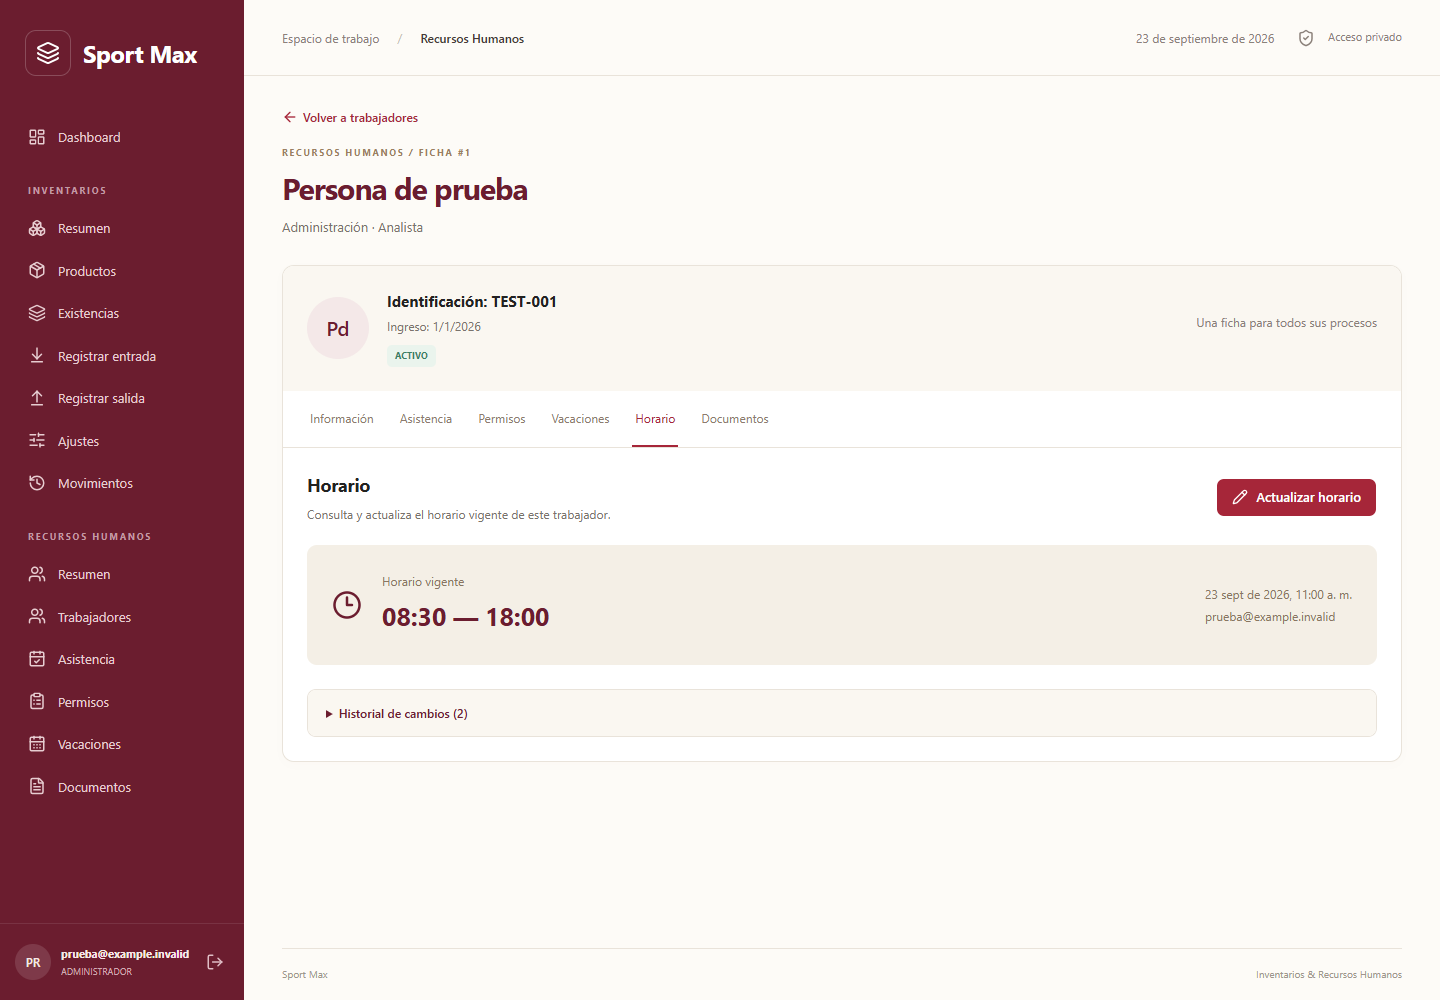 Sport Max
Dashboard
INVENTARIOS
Resumen
Productos
Existencias
Registrar entrada
Registrar salida
Ajustes
Movimientos
RECURSOS HUMANOS
Resumen
Trabajadores
Asistencia
Permisos
Vacaciones
Documentos
PR
prueba@example.invalid
ADMINISTRADOR
Espacio de trabajo / Recursos Humanos
23 de septiembre de 2026
Acceso privado
Volver a trabajadores
RECURSOS HUMANOS / FICHA #1
Persona de prueba
Administración · Analista
Pd
Identificación: TEST-001
Ingreso: 1/1/2026
ACTIVO
Una ficha para todos sus procesos
Información Asistencia Permisos Vacaciones Horario Documentos
Horario
Consulta y actualiza el horario vigente de este trabajador.
Actualizar horario
Horario vigente
08:30 — 18:00
23 sept de 2026, 11:00 a. m.
prueba@example.invalid
Historial de cambios (2)
Sport Max
Inventarios & Recursos Humanos